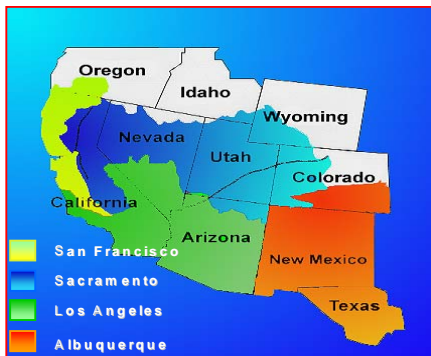 Oregon
Idaho
Wyoming
Nevada
Utah
Colorado
California
Arizona
New Mexico
Texas
San Francisco
Sacramento
Los Angeles
Albuquerque